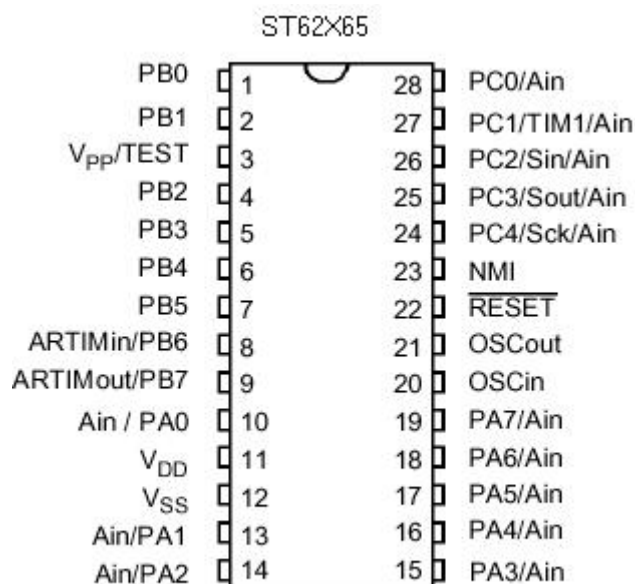 ST62X65
PB0 1 28 PC0/Ain
PB1 2 27 PC1/TIM1/Ain
VPP/TEST 3 26 PC2/Sin/Ain
PB2 4 25 PC3/Sout/Ain
PB3 5 24 PC4/Sck/Ain
PB4 6 23 NMI
PB5 7 22 RESET
ARTIMin/PB6 8 21 OSCout
ARTIMout/PB7 9 20 OSCin
Ain / PA0 10 19 PA7/Ain
VDD 11 18 PA6/Ain
VSS 12 17 PA5/Ain
Ain/PA1 13 16 PA4/Ain
Ain/PA2 14 15 PA3/Ain